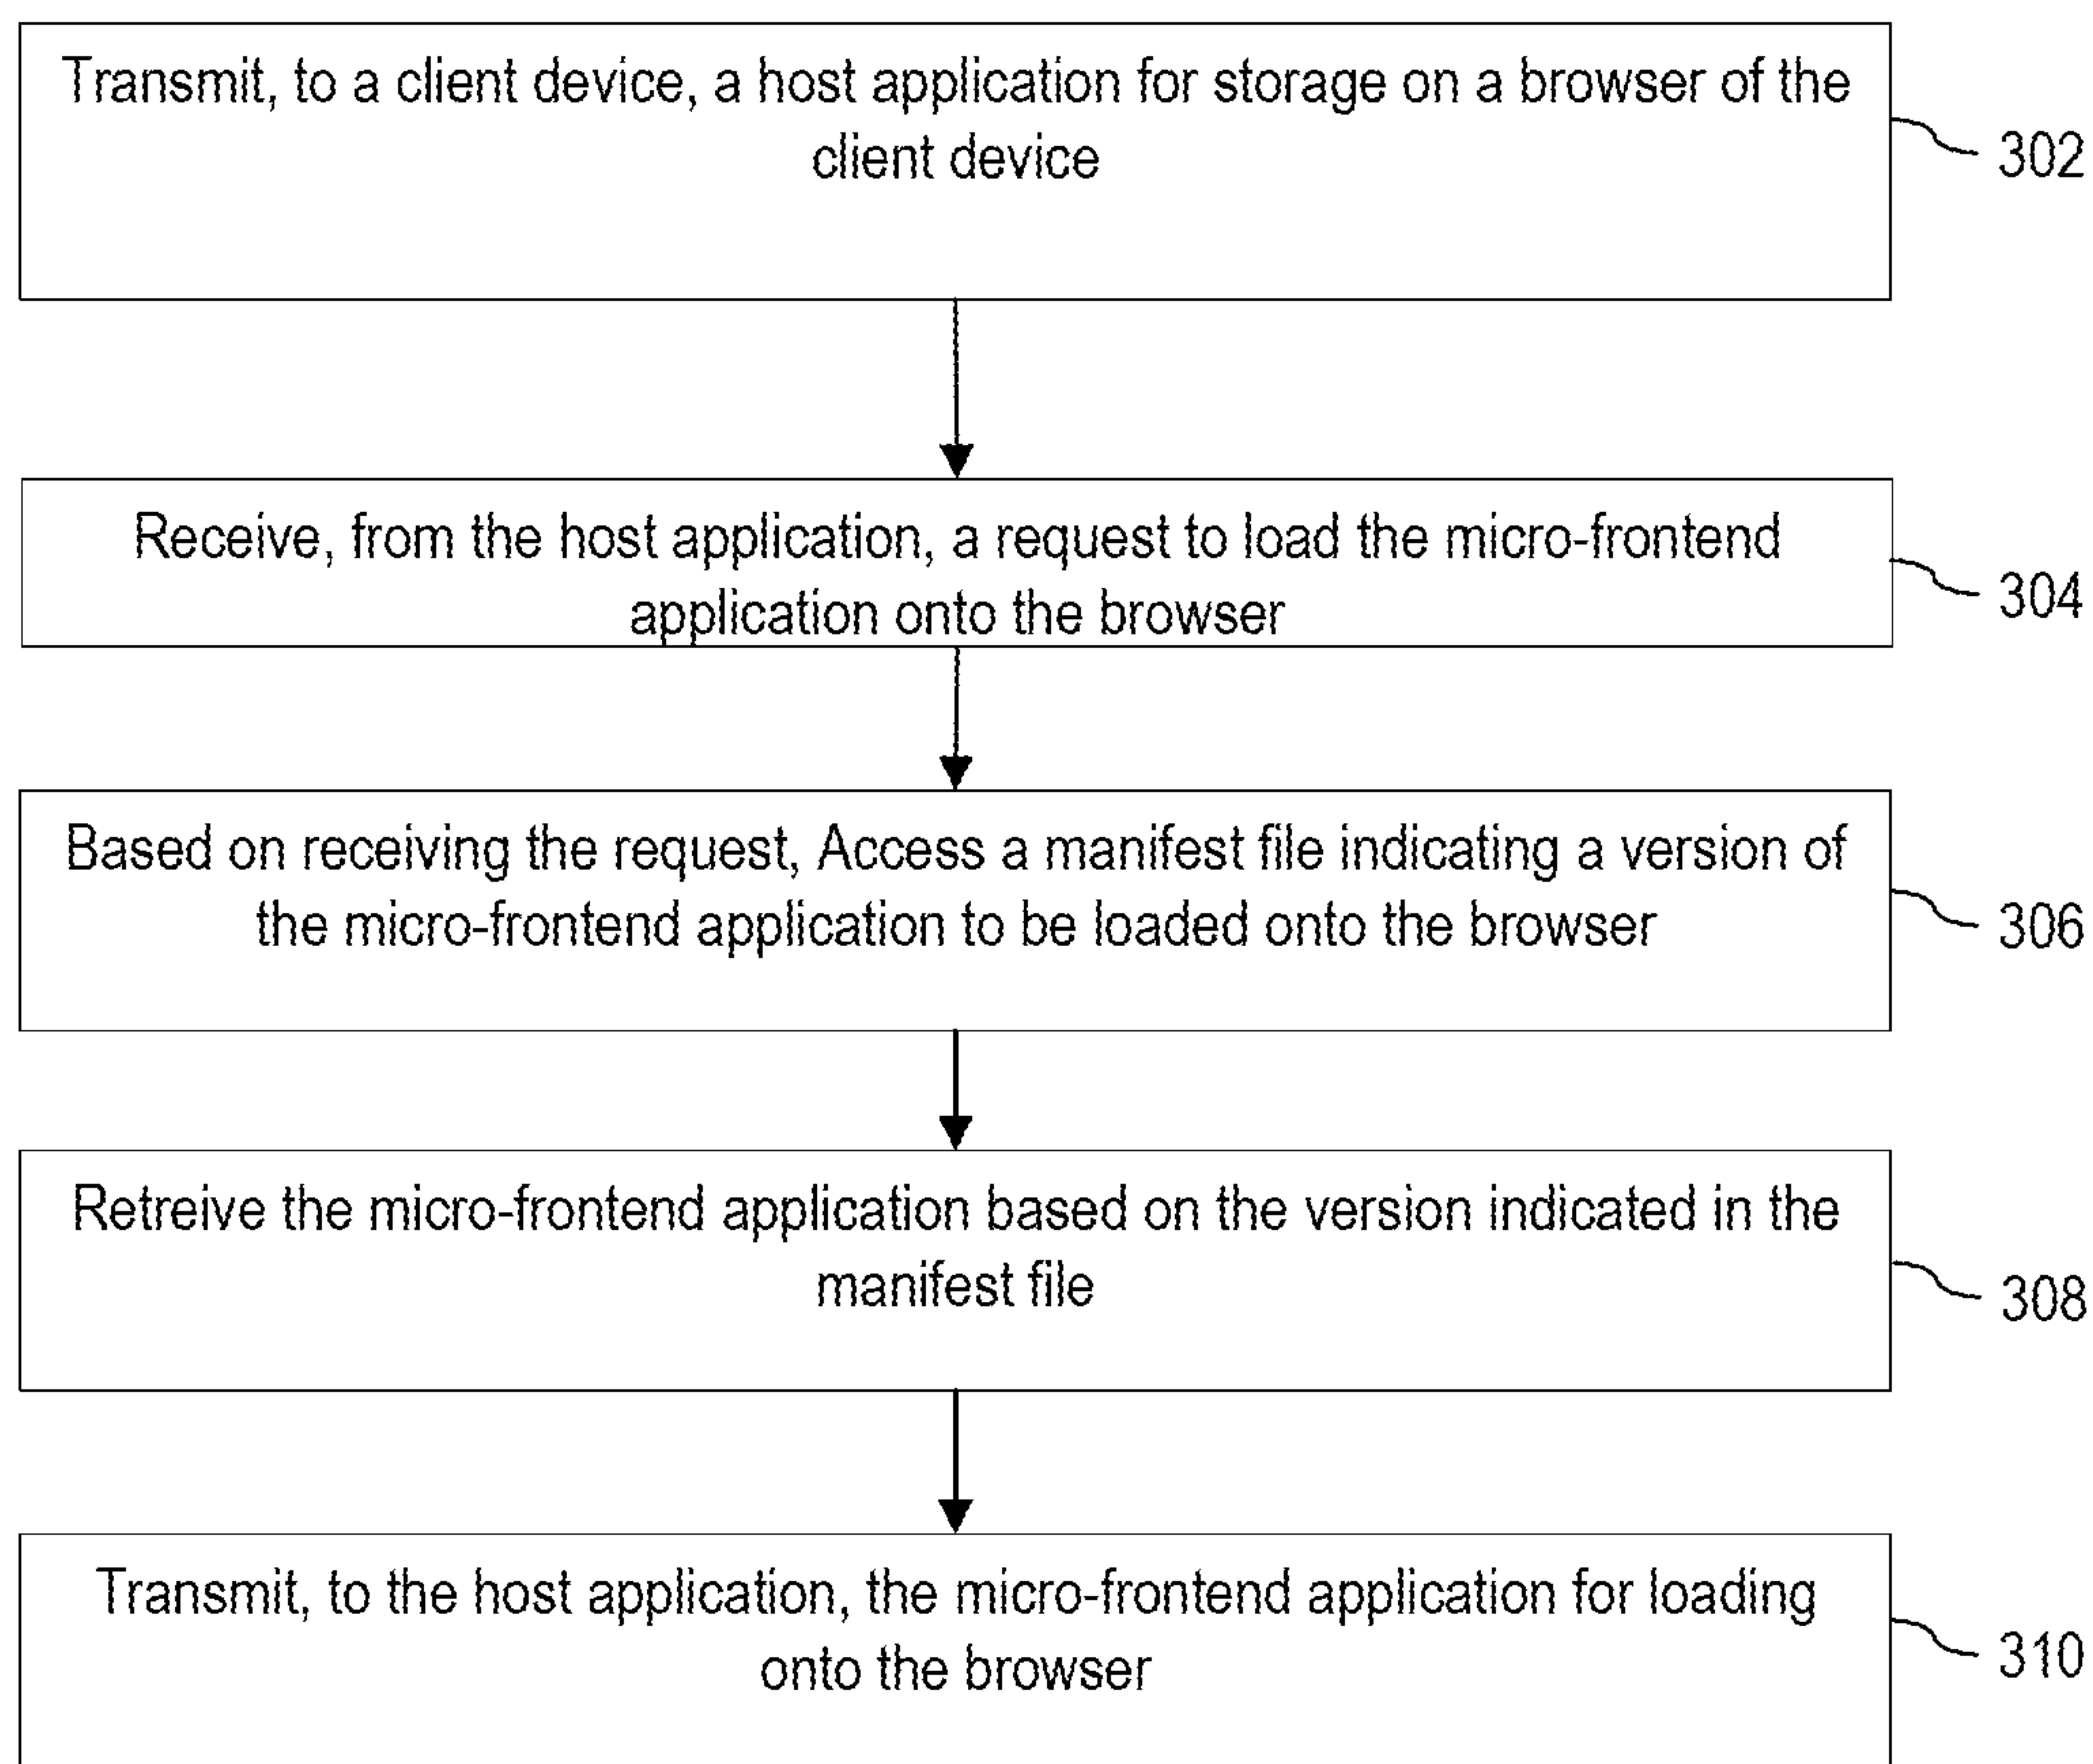 Transmit, to a client device, a host application for storage on a browser of the
client device
302
Receive, from the host application, a request to load the micro-frontend
application onto the browser
304
Based on receiving the request, Access a manifest file indicating a version of
the micro-frontend application to be loaded onto the browser
306
Retreive the micro-frontend application based on the version indicated in the
manifest file
308
Transmit, to the host application, the micro-frontend application for loading
onto the browser
310